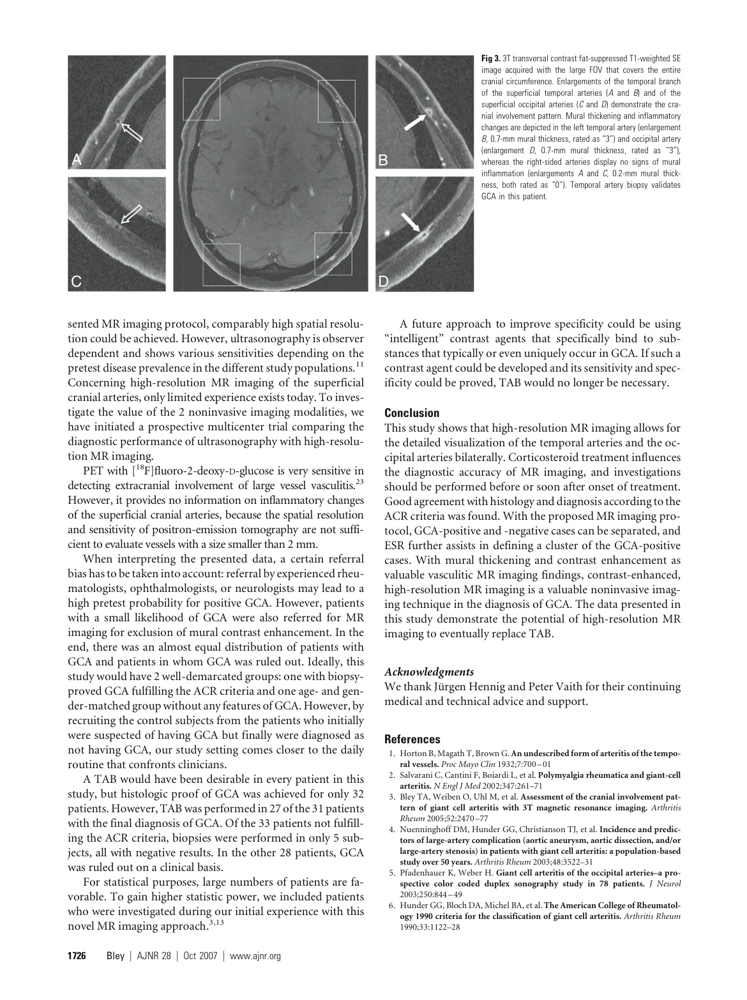 A
B
C
D
Fig 3. 3T transversal contrast fat-suppressed T1-weighted SE
image acquired with the large FOV that covers the entire
cranial circumference. Enlargements of the temporal branch
of the superficial temporal arteries (A and B) and of the
superficial occipital arteries (C and D) demonstrate the cra-
nial involvement pattern. Mural thickening and inflammatory
changes are depicted in the left temporal artery (enlargement
B, 0.7-mm mural thickness, rated as “3”) and occipital artery
(enlargement D, 0.7-mm mural thickness, rated as “3”),
whereas the right-sided arteries display no signs of mural
inflammation (enlargements A and C, 0.2-mm mural thick-
ness, both rated as “0”). Temporal artery biopsy validates
GCA in this patient.
sented MR imaging protocol, comparably high spatial resolu-
tion could be achieved. However, ultrasonography is observer
dependent and shows various sensitivities depending on the
pretest disease prevalence in the different study populations.11
Concerning high-resolution MR imaging of the superficial
cranial arteries, only limited experience exists today. To inves-
tigate the value of the 2 noninvasive imaging modalities, we
have initiated a prospective multicenter trial comparing the
diagnostic performance of ultrasonography with high-resolu-
tion MR imaging.
PET with [18F]fluoro-2-deoxy-D-glucose is very sensitive in
detecting extracranial involvement of large vessel vasculitis.23
However, it provides no information on inflammatory changes
of the superficial cranial arteries, because the spatial resolution
and sensitivity of positron-emission tomography are not suffi-
cient to evaluate vessels with a size smaller than 2 mm.
When interpreting the presented data, a certain referral
bias has to be taken into account: referral by experienced rheu-
matologists, ophthalmologists, or neurologists may lead to a
high pretest probability for positive GCA. However, patients
with a small likelihood of GCA were also referred for MR
imaging for exclusion of mural contrast enhancement. In the
end, there was an almost equal distribution of patients with
GCA and patients in whom GCA was ruled out. Ideally, this
study would have 2 well-demarcated groups: one with biopsy-
proved GCA fulfilling the ACR criteria and one age- and gen-
der-matched group without any features of GCA. However, by
recruiting the control subjects from the patients who initially
were suspected of having GCA but finally were diagnosed as
not having GCA, our study setting comes closer to the daily
routine that confronts clinicians.
A TAB would have been desirable in every patient in this
study, but histologic proof of GCA was achieved for only 32
patients. However, TAB was performed in 27 of the 31 patients
with the final diagnosis of GCA. Of the 33 patients not fulfill-
ing the ACR criteria, biopsies were performed in only 5 sub-
jects, all with negative results. In the other 28 patients, GCA
was ruled out on a clinical basis.
For statistical purposes, large numbers of patients are fa-
vorable. To gain higher statistic power, we included patients
who were investigated during our initial experience with this
novel MR imaging approach.3,13
A future approach to improve specificity could be using
“intelligent” contrast agents that specifically bind to sub-
stances that typically or even uniquely occur in GCA. If such a
contrast agent could be developed and its sensitivity and spec-
ificity could be proved, TAB would no longer be necessary.
Conclusion
This study shows that high-resolution MR imaging allows for
the detailed visualization of the temporal arteries and the oc-
cipital arteries bilaterally. Corticosteroid treatment influences
the diagnostic accuracy of MR imaging, and investigations
should be performed before or soon after onset of treatment.
Good agreement with histology and diagnosis according to the
ACR criteria was found. With the proposed MR imaging pro-
tocol, GCA-positive and -negative cases can be separated, and
ESR further assists in defining a cluster of the GCA-positive
cases. With mural thickening and contrast enhancement as
valuable vasculitic MR imaging findings, contrast-enhanced,
high-resolution MR imaging is a valuable noninvasive imag-
ing technique in the diagnosis of GCA. The data presented in
this study demonstrate the potential of high-resolution MR
imaging to eventually replace TAB.
Acknowledgments
We thank Jürgen Hennig and Peter Vaith for their continuing
medical and technical advice and support.
References
1. Horton B, Magath T, Brown G. An undescribed form of arteritis of the tempo-
ral vessels. Proc Mayo Clin 1932;7:700–01
2. Salvarani C, Cantini F, Boiardi L, et al. Polymyalgia rheumatica and giant-cell
arteritis. N Engl J Med 2002;347:261–71
3. Bley TA, Weiben O, Uhl M, et al. Assessment of the cranial involvement pat-
tern of giant cell arteritis with 3T magnetic resonance imaging. Arthritis
Rheum 2005;52:2470–77
4. Nuenninghoff DM, Hunder GG, Christianson TJ, et al. Incidence and predic-
tors of large-artery complication (aortic aneurysm, aortic dissection, and/or
large-artery stenosis) in patients with giant cell arteritis: a population-based
study over 50 years. Arthritis Rheum 2003;48:3522–31
5. Pfadenhauer K, Weber H. Giant cell arteritis of the occipital arteries–a pro-
spective color coded duplex sonography study in 78 patients. J Neurol
2003;250:844–49
6. Hunder GG, Bloch DA, Michel BA, et al. The American College of Rheumatol-
ogy 1990 criteria for the classification of giant cell arteritis. Arthritis Rheum
1990;33:1122–28
1726 Bley | AJNR 28 | Oct 2007 | www.ajnr.org